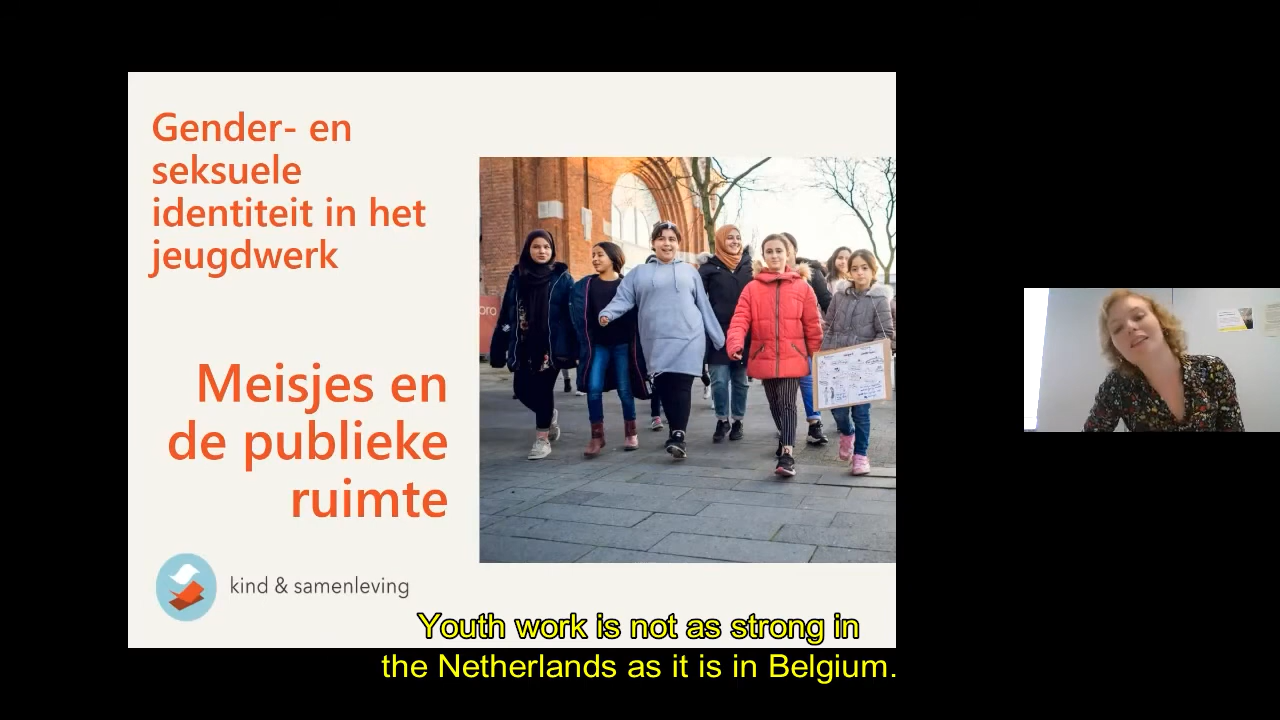 Gender- en
seksuele
identiteit in het
jeugdwerk
Meisjes en
de publieke
ruimte
kind & samenleving
Youth work is not as strong in
the Netherlands as it is in Belgium.